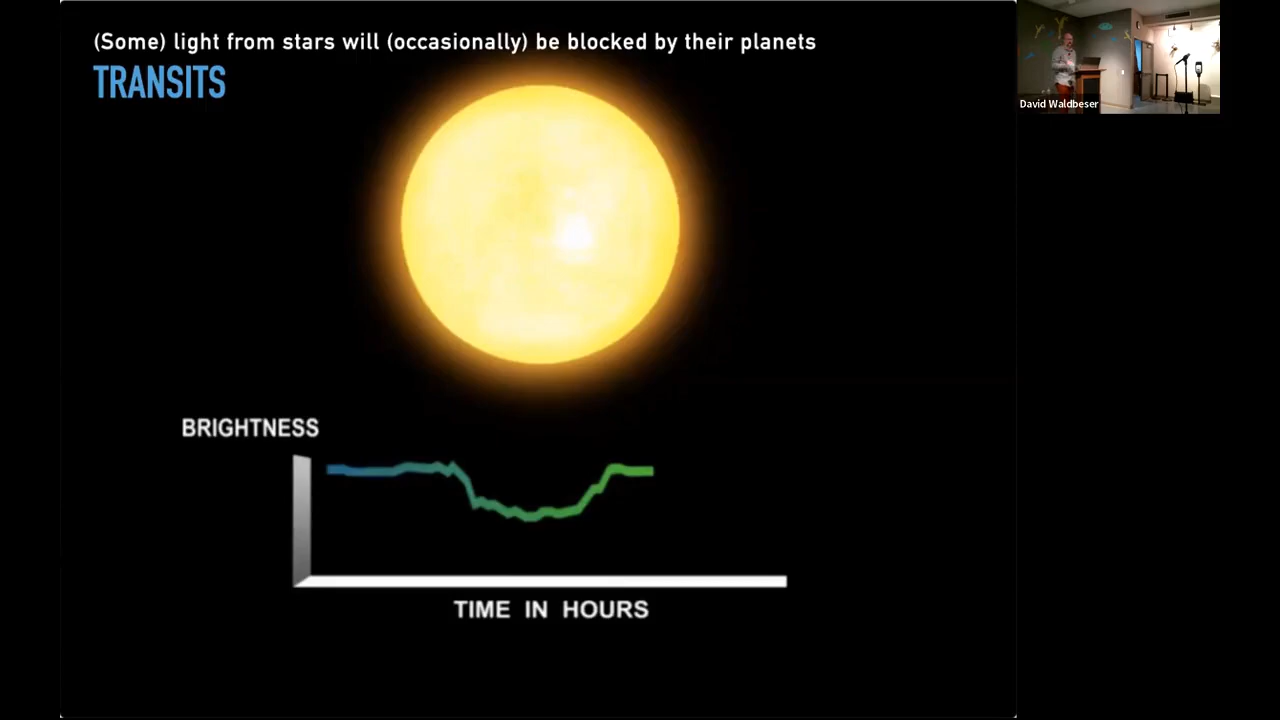 (Some) light from stars will (occasionally) be blocked by their planets
TRANSITS
David Waldbeser
BRIGHTNESS
TIME IN HOURS